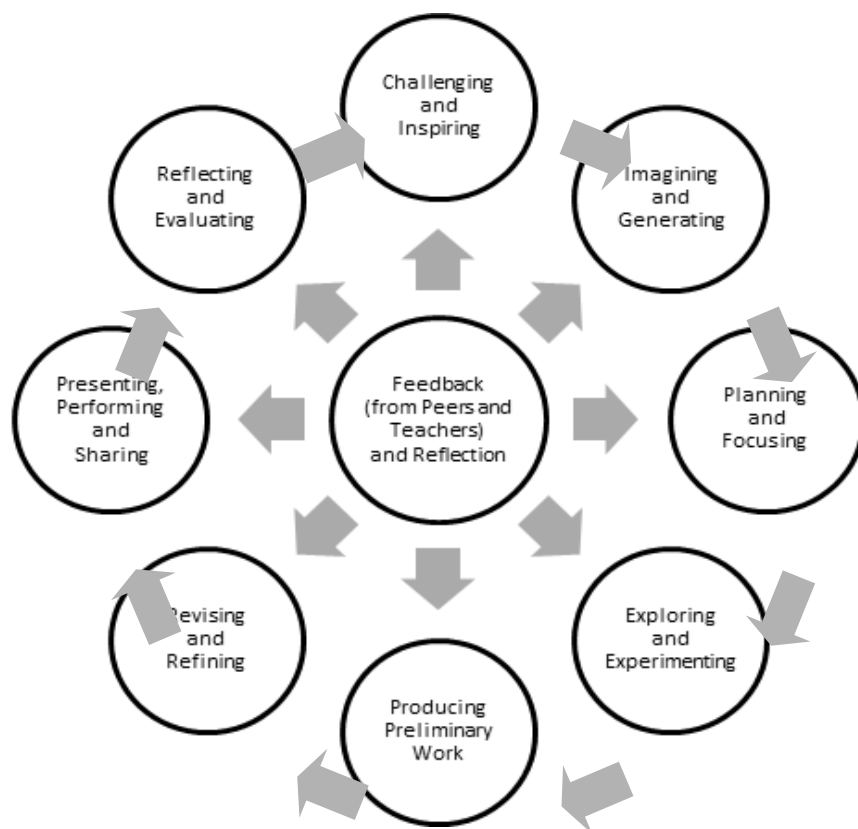 Challenging
and
Inspiring
Imagining
and
Generating
Planning
and
Focusing
Exploring
and
Experimenting
Producing
Preliminary
Work
Revising
and
Refining
Presenting,
Performing
and
Sharing
Reflecting
and
Evaluating
Feedback
(from Peers and
Teachers)
and Reflection